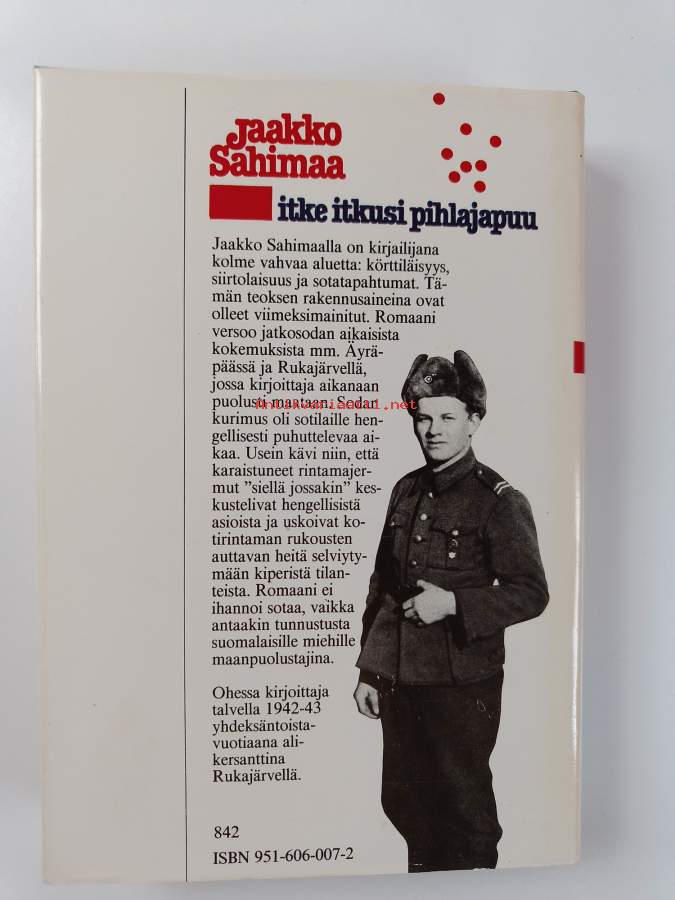 Jaakko
Sahimaa
itke itkusi pihlajapuu
Jaakko Sahimaalla on kirjailijana
kolme vahvaa aluetta: körttiläisyys,
siirtolaisuus ja sotatapahtumat. Tä-
män teoksen rakennusaineina ovat
olleet viimeksimainitut. Romaani
versoo jatkosodan aikaisista
kokemuksista mm. Äyrä-
päässä ja Rukajärvellä,
jossa kirjoittaja aikanaan
puolusti maataan. Sodan
Antikvariaatti.net
kurimus oli sotilaille hen-
gellisesti puhuttelevaa ai-
kaa. Usein kävi niin, että
karaistuneet rintamajer-
mut "siellä jossakin" kes-
kustelivat hengellisistä
asioista ja uskoivat ko-
tirintaman rukousten
auttavan heitä selviyty-
mään kiperistä tilan-
teista. Romaani ei
ihannoi sotaa, vaikka
antaakin tunnustusta
suomalaisille miehille
maanpuolustajina.
Ohessa kirjoittaja
talvella 1942-43
yhdeksäntoista-
vuotiaana ali-
kersanttina
Rukajärvellä.
842
ISBN 951-606-007-2